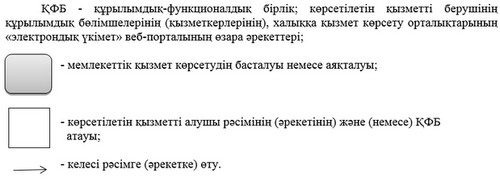 ҚФБ - құрылымдық-функционалдық бірлік; көрсетілетін қызметті берушінің
құрылымдық бөлімшелерінің (қызметкерлерінің), халыққа қызмет көрсету орталықтарының
«электрондық үкімет» веб-порталының өзара әрекеттері;
- мемлекеттік қызмет көрсетудің басталуы немесе аяқталуы;
- көрсетілетін қызметті алушы рәсімінің (әрекетінің) және (немесе) ҚФБ
атауы;
- келесі рәсімге (әрекетке) өту.